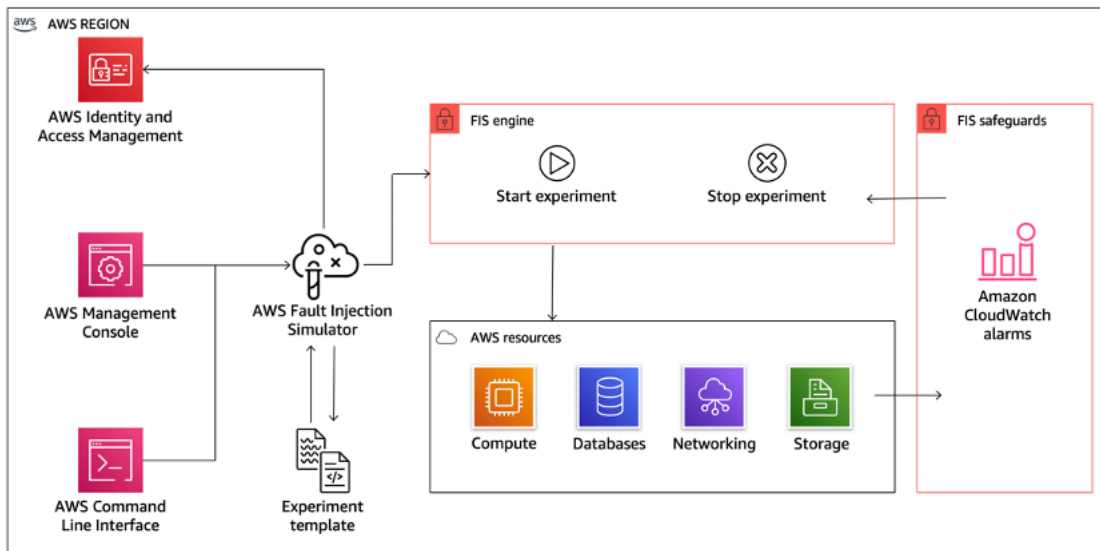 aws
AWS REGION
AWS Identity and
Access Management
FIS engine
FIS safeguards
Start experiment
Stop experiment
AWS Management
Console
AWS Fault Injection
Simulator
Amazon
CloudWatch
alarms
AWS resources
Compute
Databases
Networking
Storage
</>
AWS Command
Line Interface
Experiment
template